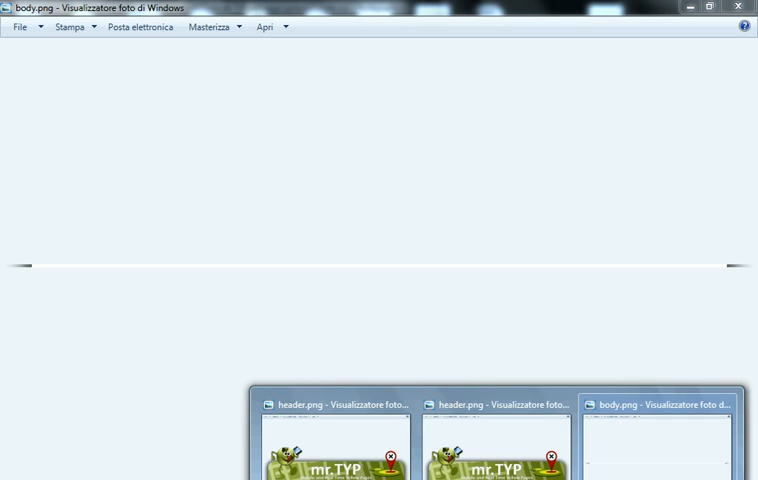 body.png - Visualizzatore foto di Windows
File Stampa Posta elettronica Masterizza Apri
header.png - Visualizzatore foto... header.png - Visualizzatore foto... body.png - Visualizzatore foto d...
mr.TYP mr.TYP